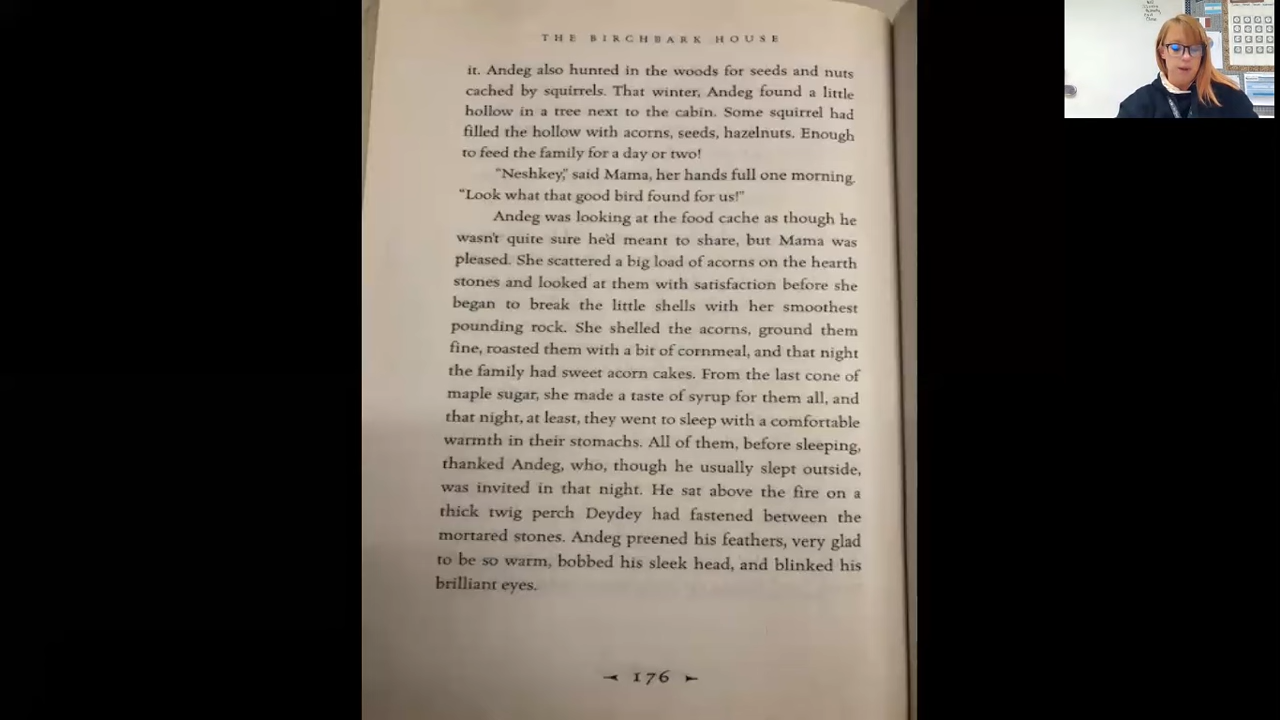 THE BIRCHBARK HOUSE
it. Andeg also hunted in the woods for seeds and nuts
cached by squirrels. That winter, Andeg found a little
hollow in a tree next to the cabin. Some squirrel had
filled the hollow with acorns, seeds, hazelnuts. Enough
to feed the family for a day or two!
"Neshkey," said Mama, her hands full one morning.
"Look what that good bird found for us!"
Andeg was looking at the food cache as though he
wasn't quite sure he'd meant to share, but Mama was
pleased. She scattered a big load of acorns on the hearth
stones and looked at them with satisfaction before she
began to break the little shells with her smoothest
pounding rock. She shelled the acorns, ground them
fine, roasted them with a bit of cornmeal, and that night
the family had sweet acorn cakes. From the last cone of
maple sugar, she made a taste of syrup for them all, and
that night, at least, they went to sleep with a comfortable
warmth in their stomachs. All of them, before sleeping,
thanked Andeg, who, though he usually slept outside,
was invited in that night. He sat above the fire on a
thick twig perch Deydey had fastened between the
mortared stones. Andeg preened his feathers, very glad
to be so warm, bobbed his sleek head, and blinked his
brilliant eyes.
176